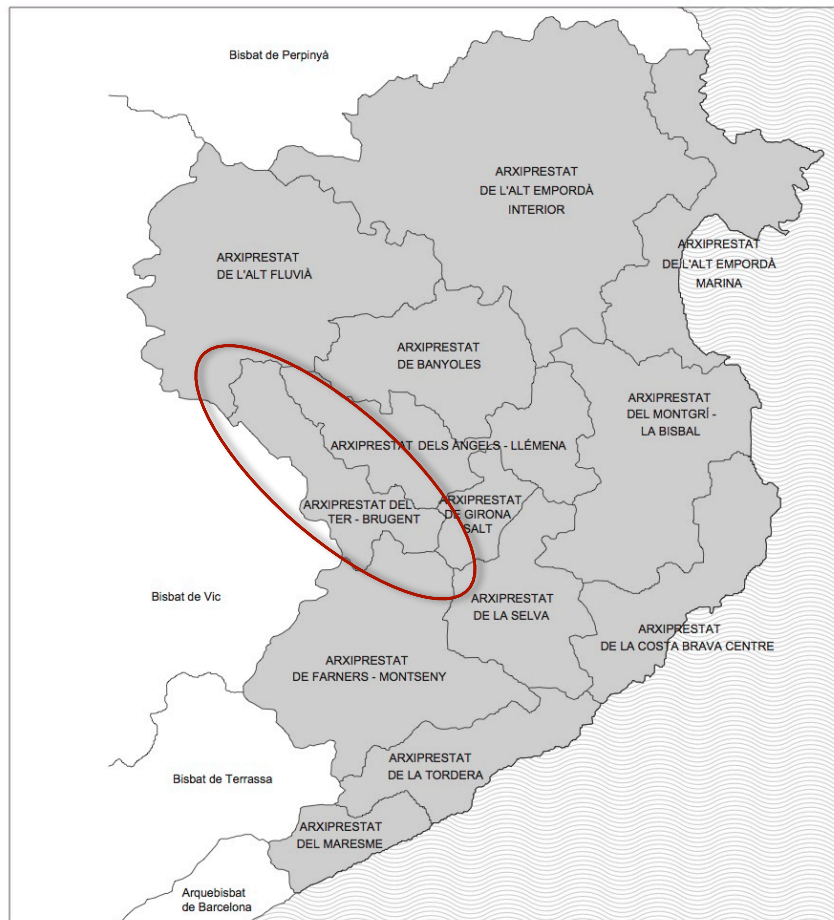 Bisbat de Perpinyà
ARXIPRESTAT
DE L'ALT EMPORDÀ
INTERIOR
ARXIPRESTAT
DE L'ALT FLUVIÀ
ARXIPRESTAT
DE L'ALT EMPORDÀ
MARINA
ARXIPRESTAT
DE BANYOLES
ARXIPRESTAT
DEL MONTGRÍ -
LA BISBAL
ARXIPRESTAT DELS ÀNGELS - LLÉMENA
ARXIPRESTAT DEL
TER - BRUGENT
ARXIPRESTAT
DE GIRONA
SALT
Bisbat de Vic
ARXIPRESTAT
DE LA SELVA
ARXIPRESTAT
DE LA COSTA BRAVA CENTRE
ARXIPRESTAT
DE FARNERS - MONTSENY
Bisbat de Terrassa
ARXIPRESTAT
DE LA TORDERA
ARXIPRESTAT
DEL MARESME
Arquebisbat
de Barcelona